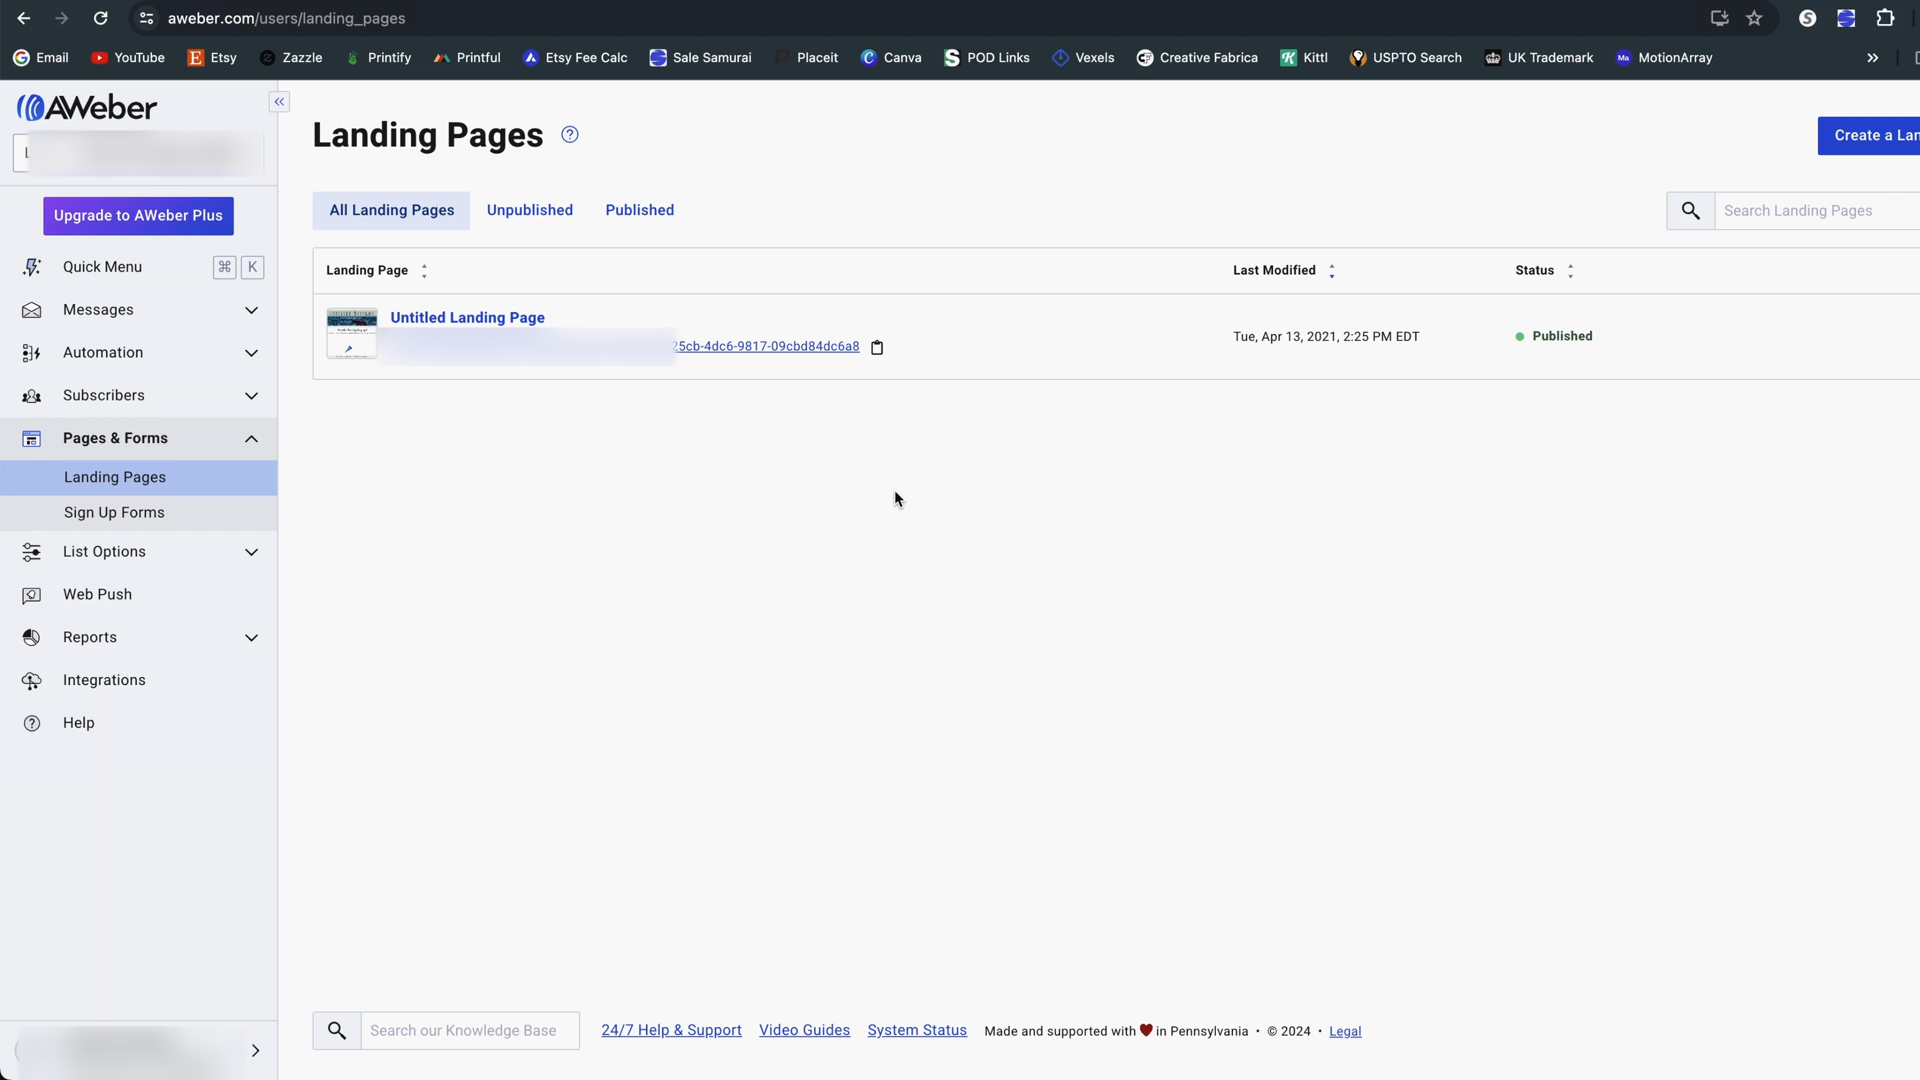 aweber.com/users/landing_pages
Email YouTube Etsy Zazzle Printify Printful Etsy Fee Calc Sale Samurai Placeit Canva POD Links Vexels Creative Fabrica Kittl USPTO Search UK Trademark MotionArray
AWeber
Upgrade to AWeber Plus
Quick Menu ⌘ K
Messages
Automation
Subscribers
Pages & Forms
Landing Pages
Sign Up Forms
List Options
Web Push
Reports
Integrations
Help
Landing Pages
Create a Lan
All Landing Pages Unpublished Published
Search Landing Pages
Landing Page Last Modified Status
Untitled Landing Page
25cb-4dc6-9817-09cbd84dc6a8
Tue, Apr 13, 2021, 2:25 PM EDT
Published
Search our Knowledge Base
24/7 Help & Support Video Guides System Status Made and supported with ❤ in Pennsylvania • © 2024 • Legal